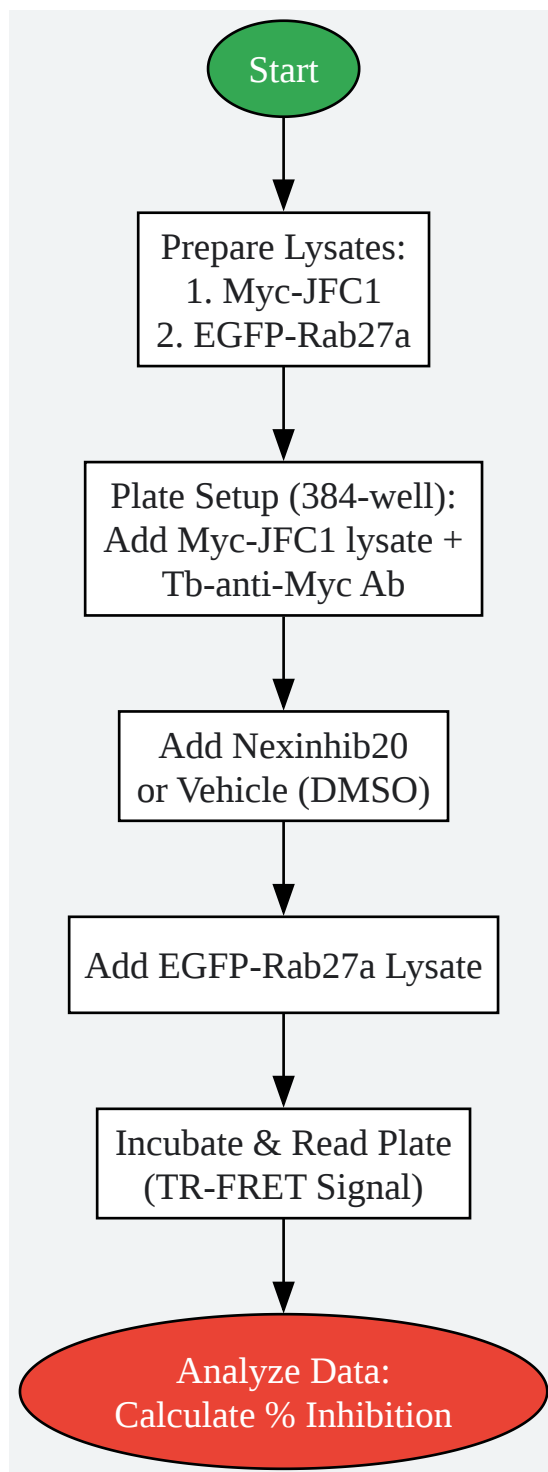 Start
Prepare Lysates:
1. Myc-JFC1
2. EGFP-Rab27a
Plate Setup (384-well):
Add Myc-JFC1 lysate +
Tb-anti-Myc Ab
Add Nexinhib20
or Vehicle (DMSO)
Add EGFP-Rab27a Lysate
Incubate & Read Plate
(TR-FRET Signal)
Analyze Data:
Calculate % Inhibition